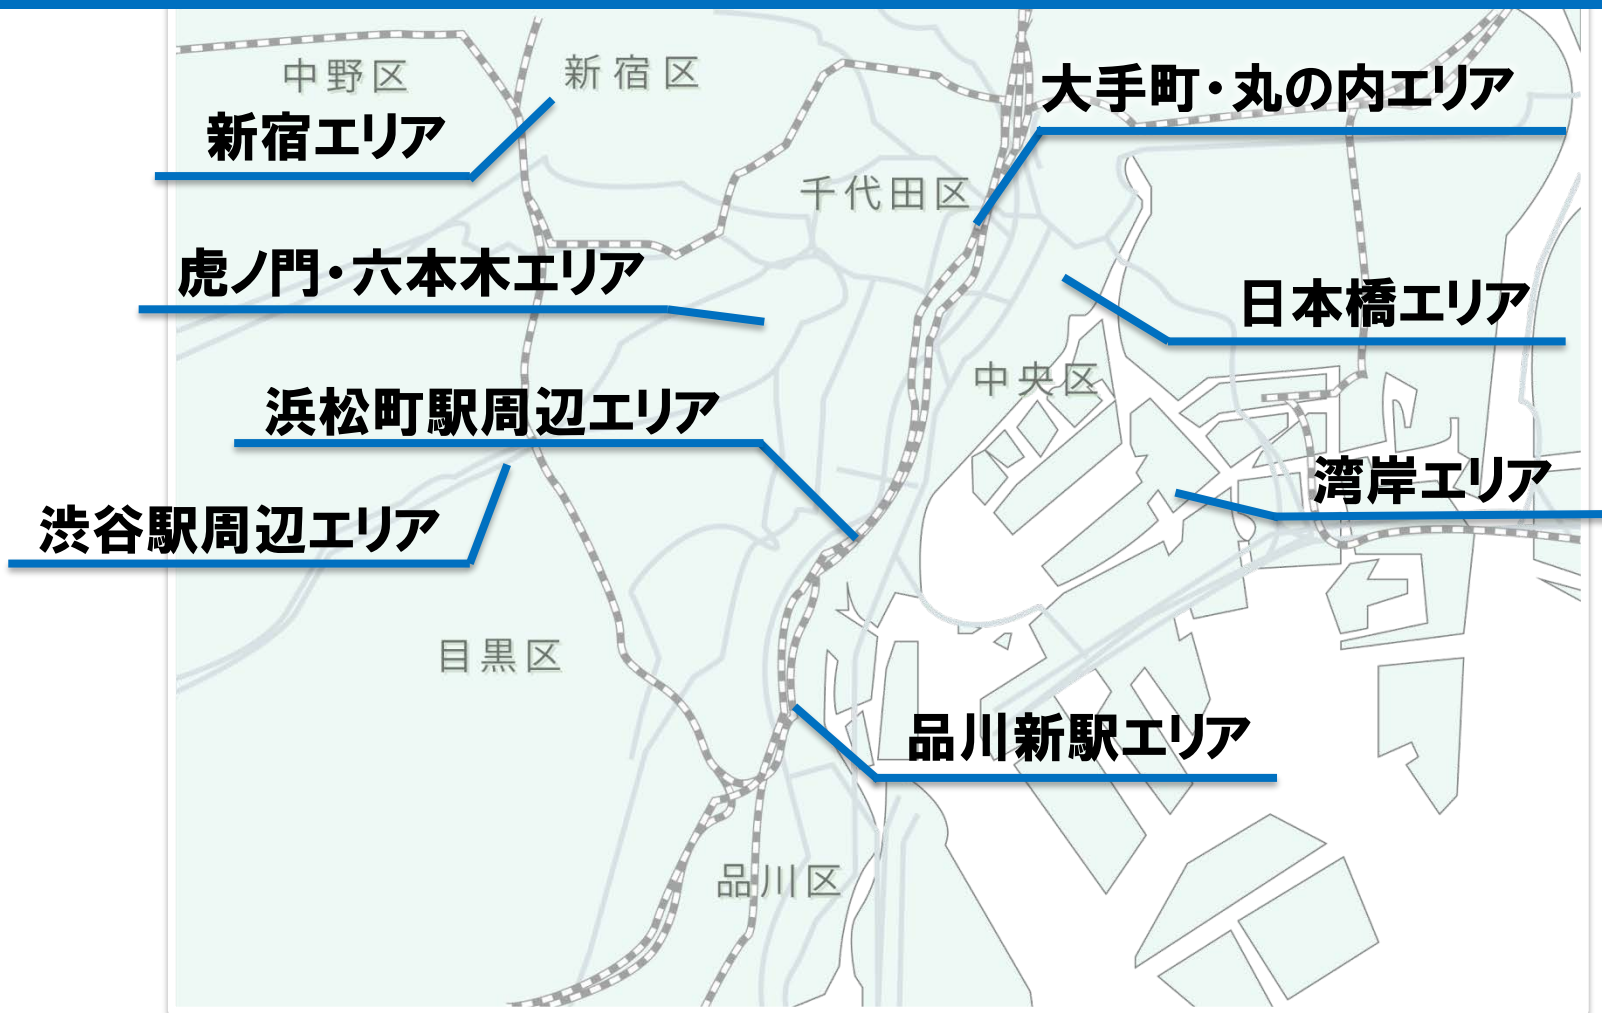 中野区
新宿区
大手町・丸の内エリア
新宿エリア
千代田区
虎ノ門・六本木エリア
日本橋エリア
中央区
浜松町駅周辺エリア
湾岸エリア
渋谷駅周辺エリア
目黒区
品川新駅エリア
品川区